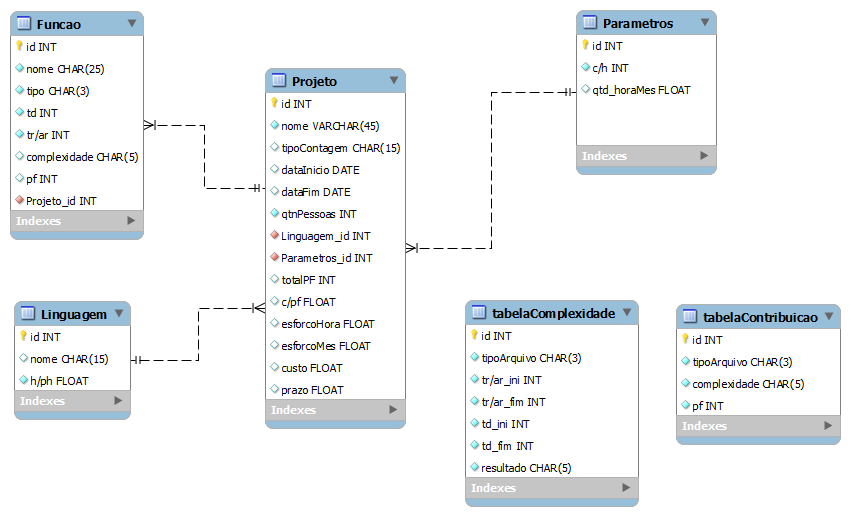 Funcao
id INT
nome CHAR(25)
tipo CHAR(3)
td INT
tr/ar INT
complexidade CHAR(5)
pf INT
Projeto_id INT
Indexes
Linguagem
id INT
nome CHAR(15)
h/ph FLOAT
Indexes
Projeto
id INT
nome VARCHAR(45)
tipoContagem CHAR(15)
dataInicio DATE
dataFim DATE
qtnPessoas INT
Linguagem_id INT
Parametros_id INT
totalPF INT
c/pf FLOAT
esforcoHora FLOAT
esforcoMes FLOAT
custo FLOAT
prazo FLOAT
Indexes
Parametros
id INT
c/h INT
qtd_horaMes FLOAT
Indexes
tabelaComplexidade
id INT
tipoArquivo CHAR(3)
tr/ar_ini INT
tr/ar_fim INT
td_ini INT
td_fim INT
resultado CHAR(5)
Indexes
tabelaContribuicao
id INT
tipoArquivo CHAR(3)
complexidade CHAR(5)
pf INT
Indexes